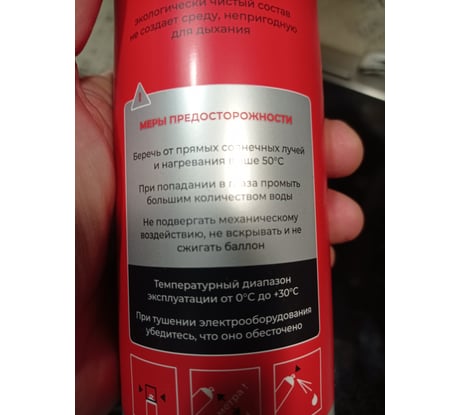 экологически чистый состав
не создает среду, непригодную
для дыхания
!
МЕРЫ ПРЕДОСТОРОЖНОСТИ
Беречь от прямых солнечных лучей
и нагревания выше 50°C
При попадании в глаза промыть
большим количеством воды
Не подвергать механическому
воздействию, не вскрывать и не
сжигать баллон
Температурный диапазон
эксплуатации от 0°C до +30°C
При тушении электрооборудования
убедитесь, что оно обесточено